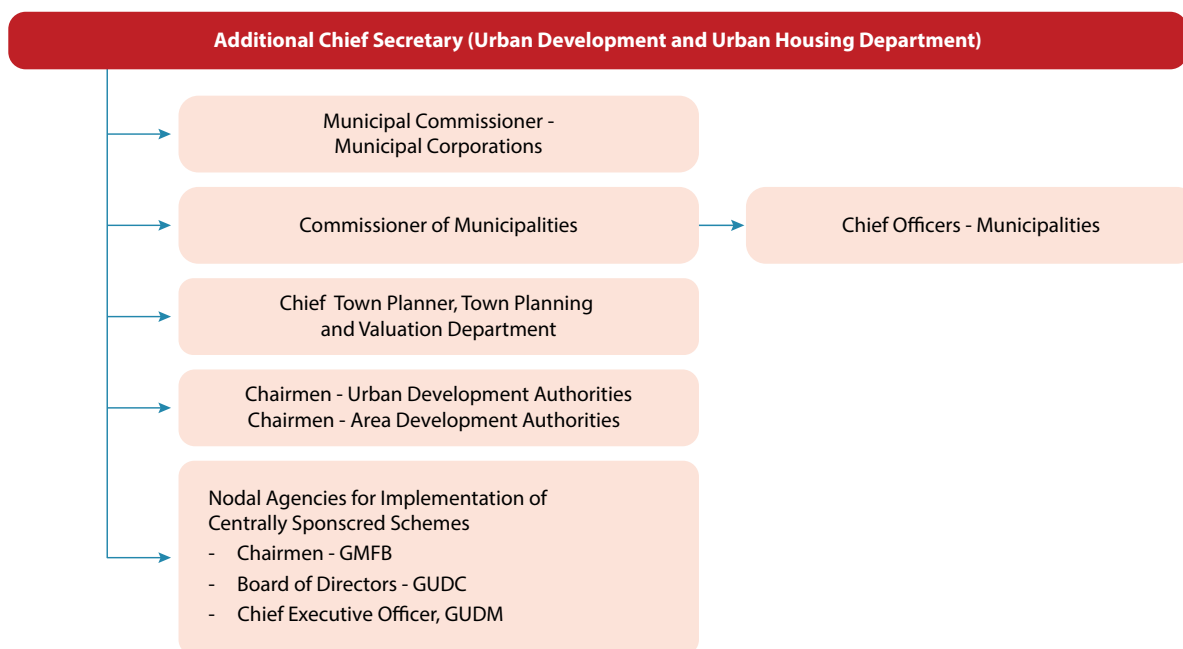 Additional Chief Secretary (Urban Development and Urban Housing Department)
Municipal Commissioner -
Municipal Corporations
Commissioner of Municipalities
Chief Officers - Municipalities
Chief Town Planner, Town Planning
and Valuation Department
Chairmen - Urban Development Authorities
Chairmen - Area Development Authorities
Nodal Agencies for Implementation of
Centrally Sponscred Schemes
- Chairmen - GMFB
- Board of Directors - GUDC
- Chief Executive Officer, GUDM